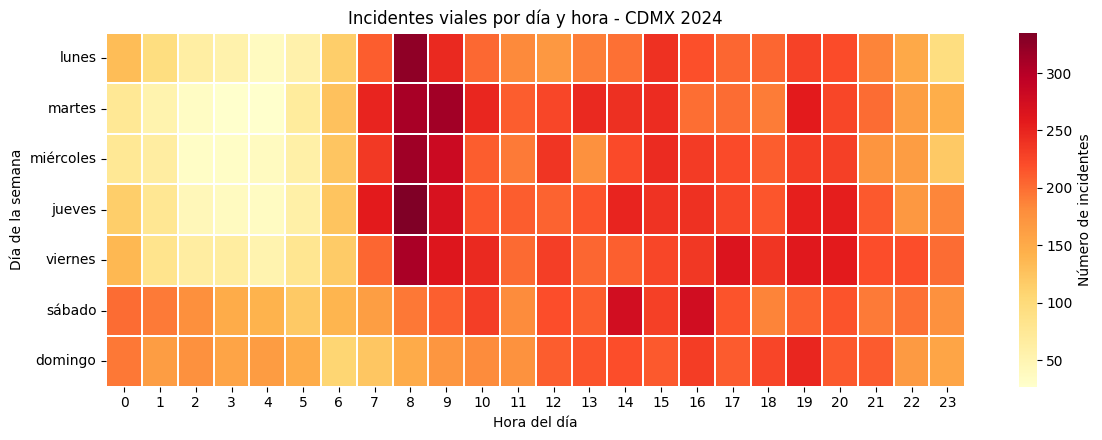 Incidentes viales por día y hora - CDMX 2024
lunes
martes
miércoles
jueves
viernes
sábado
domingo
Día de la semana
0 1 2 3 4 5 6 7 8 9 10 11 12 13 14 15 16 17 18 19 20 21 22 23
Hora del día
300
250
200
150
100
50
Número de incidentes